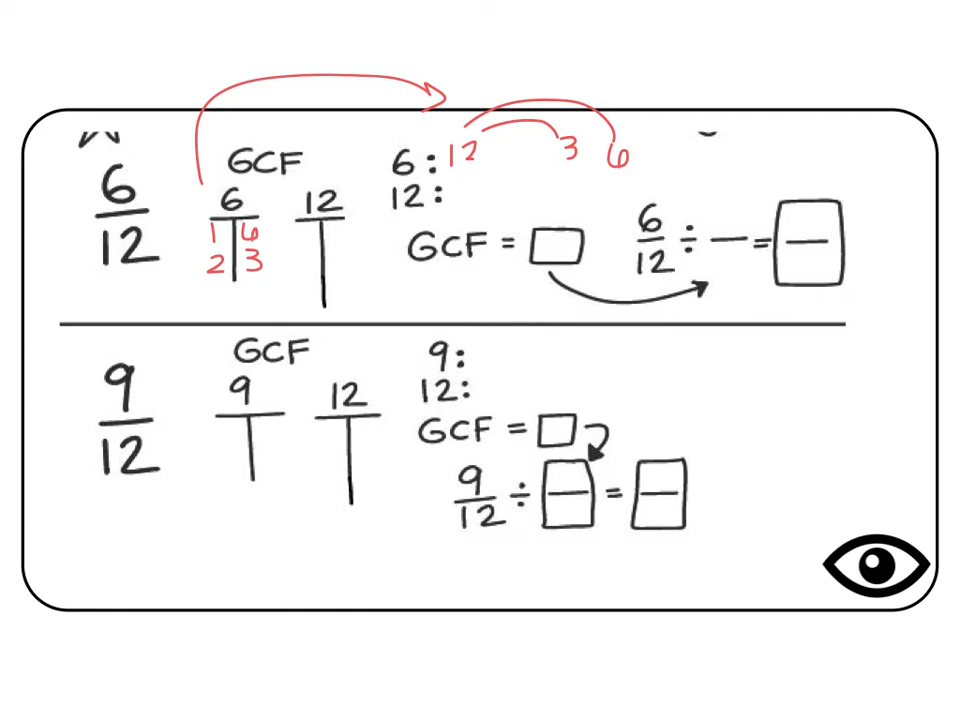 6/12
GCF
6 12
1 6
2 3
6: 12 3 6
12:
GCF = □
6/12 ÷ — = —
9/12
GCF
9 12
9:
12:
GCF = □
9/12 ÷ — = —